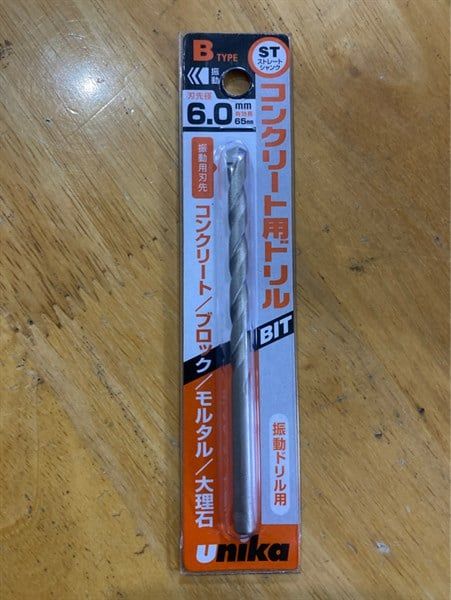 B TYPE
振動
ST
ストレート
シャンク
刃先径
6.0mm
有効長
65mm
振動用刃先
コンクリート用ドリル
BIT
コンクリート/ブロック/モルタル/大理石
振動ドリル用
unika